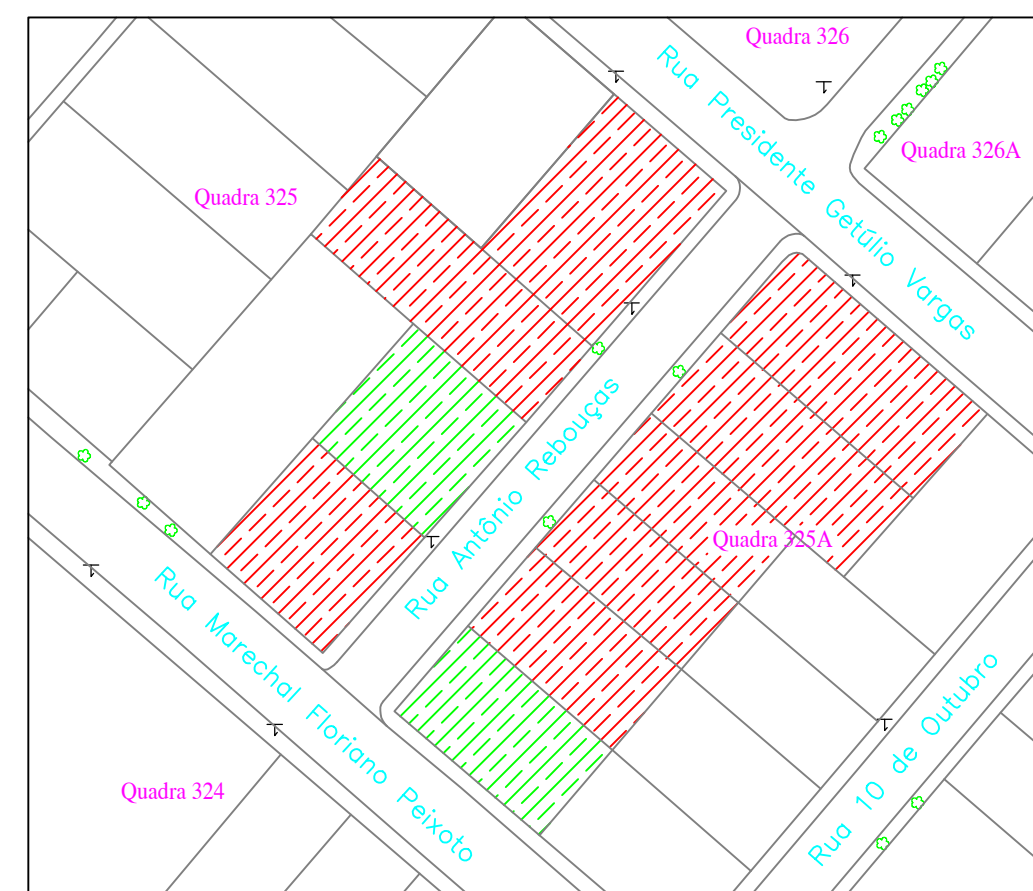 Quadra 326
Rua Presidente Getúlio Vargas
Quadra 326A
Quadra 325
Rua Antônio Rebouças
Quadra 325A
Rua Marechal Floriano Peixoto
Rua 10 de Outubro
Quadra 324